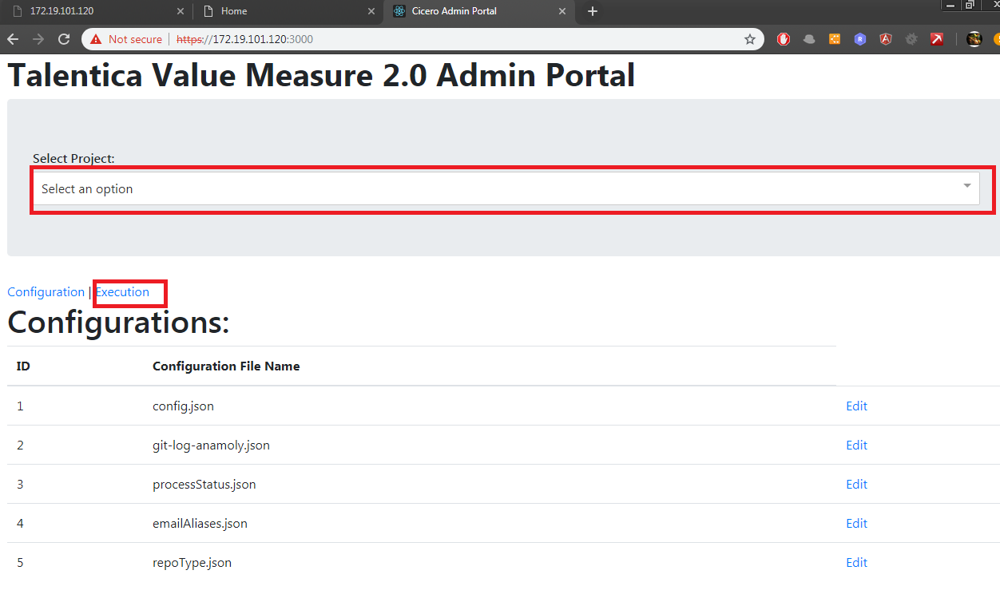 172.19.101.120 Home Cicero Admin Portal
Not secure https://172.19.101.120:3000
Talentica Value Measure 2.0 Admin Portal
Select Project:
Select an option
Configuration | Execution
Configurations:
ID Configuration File Name
1 config.json Edit
2 git-log-anamoly.json Edit
3 processStatus.json Edit
4 emailAliases.json Edit
5 repoType.json Edit